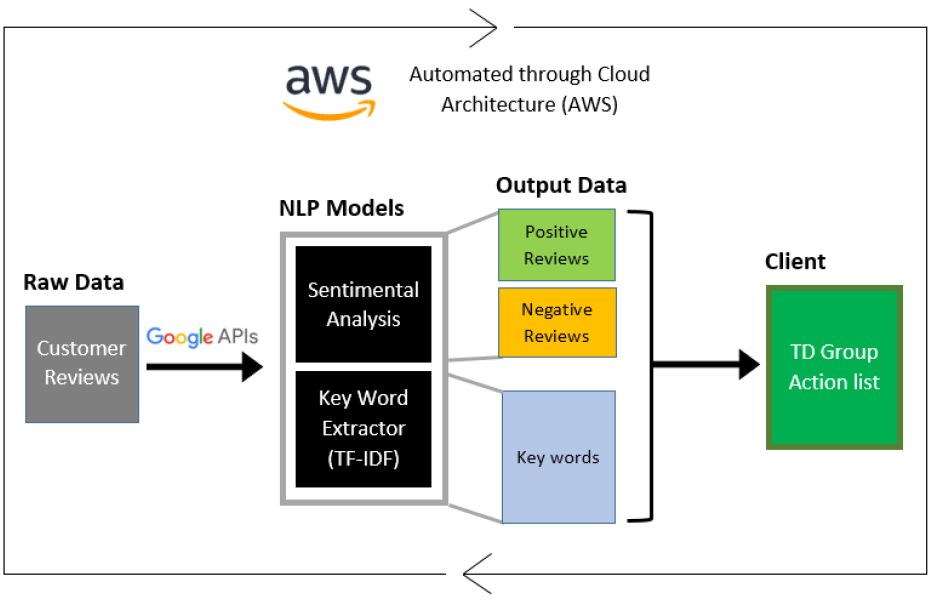 aws
Automated through Cloud
Architecture (AWS)
Output Data
NLP Models
Positive
Reviews
Client
Raw Data
Sentimental
Analysis
Negative
Reviews
Google APIs
Customer
Reviews
TD Group
Action list
Key Word
Extractor
(TF-IDF)
Key words